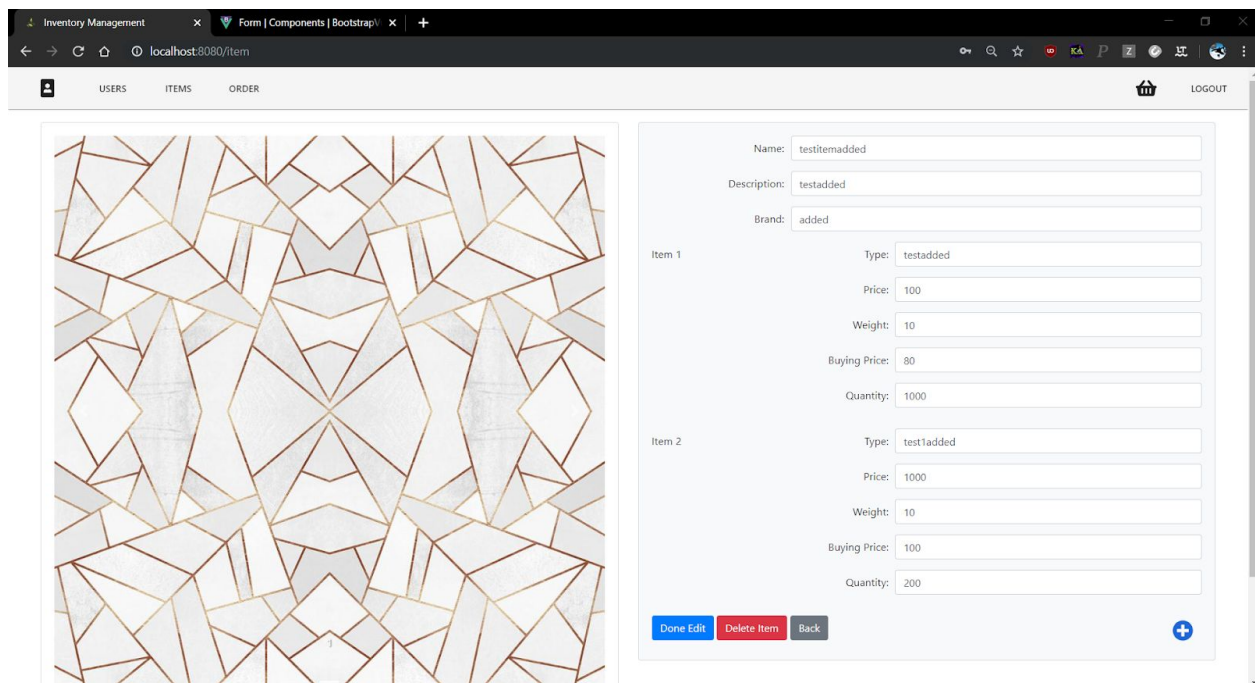 Inventory Management
Form | Components | BootstrapV
localhost:8080/item
USERS ITEMS ORDER LOGOUT
Name: testitemadded
Description: testadded
Brand: added
Item 1 Type: testadded
Price: 100
Weight: 10
Buying Price: 80
Quantity: 1000
Item 2 Type: test1added
Price: 1000
Weight: 10
Buying Price: 100
Quantity: 200
Done Edit Delete Item Back